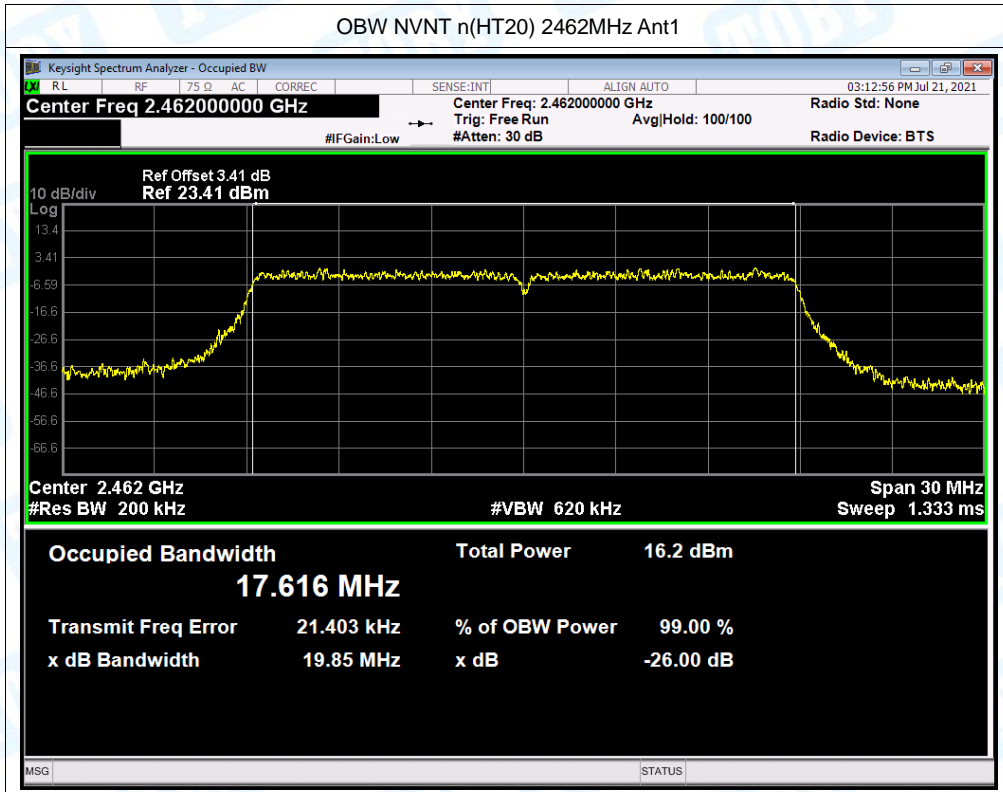 OBW NVNT n(HT20) 2462MHz Ant1
Keysight Spectrum Analyzer - Occupied BW
LXI RL RF 75 Ω AC CORREC SENSE:INT ALIGN AUTO 03:12:56 PM Jul 21, 2021
Center Freq 2.462000000 GHz
Center Freq: 2.462000000 GHz Radio Std: None
Trig: Free Run Avg|Hold: 100/100
#IFGain:Low #Atten: 30 dB Radio Device: BTS
Ref Offset 3.41 dB
10 dB/div Ref 23.41 dBm
Log
13.4
3.41
-6.59
-16.6
-26.6
-36.6
-46.6
-56.6
-66.6
Center 2.462 GHz Span 30 MHz
#Res BW 200 kHz #VBW 620 kHz Sweep 1.333 ms
Occupied Bandwidth Total Power 16.2 dBm
17.616 MHz
Transmit Freq Error 21.403 kHz % of OBW Power 99.00 %
x dB Bandwidth 19.85 MHz x dB -26.00 dB
MSG STATUS